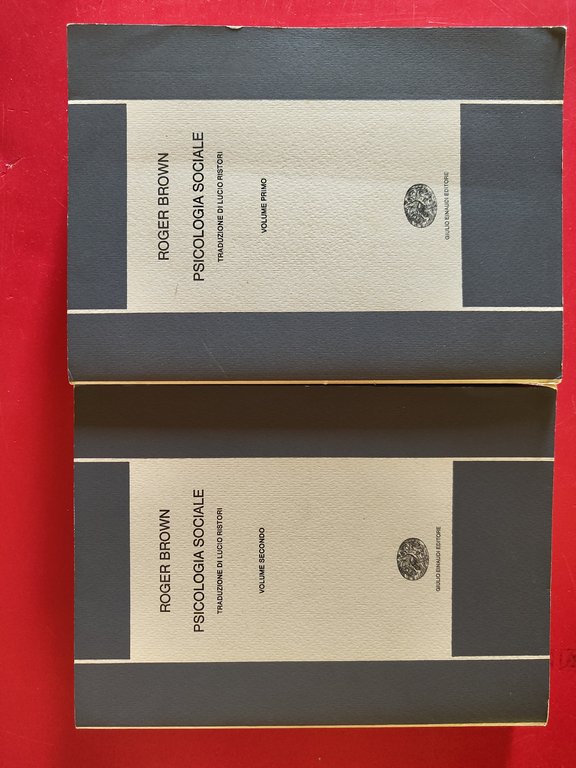 ROGER BROWN
PSICOLOGIA SOCIALE
TRADUZIONE DI LUCIO RISTORI
VOLUME PRIMO
GIULIO EINAUDI EDITORE
ROGER BROWN
PSICOLOGIA SOCIALE
TRADUZIONE DI LUCIO RISTORI
VOLUME SECONDO
GIULIO EINAUDI EDITORE